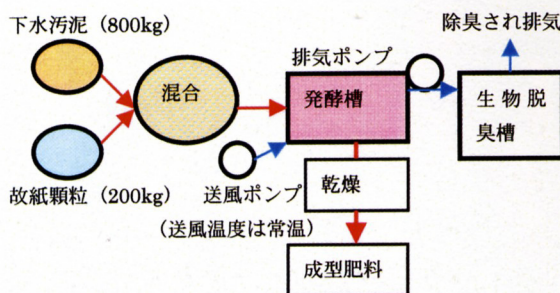 下水汚泥（800kg）
除臭され排気
排気ポンプ
混合
発酵槽
生物脱
臭槽
故紙顆粒（200kg）
送風ポンプ
（送風温度は常温）
乾燥
成型肥料